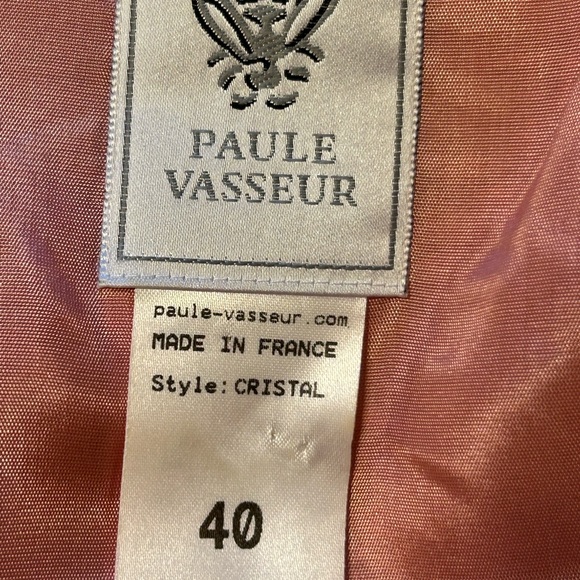 PAULE
VASSEUR
paule-vasseur.com
MADE IN FRANCE
Style: CRISTAL
40